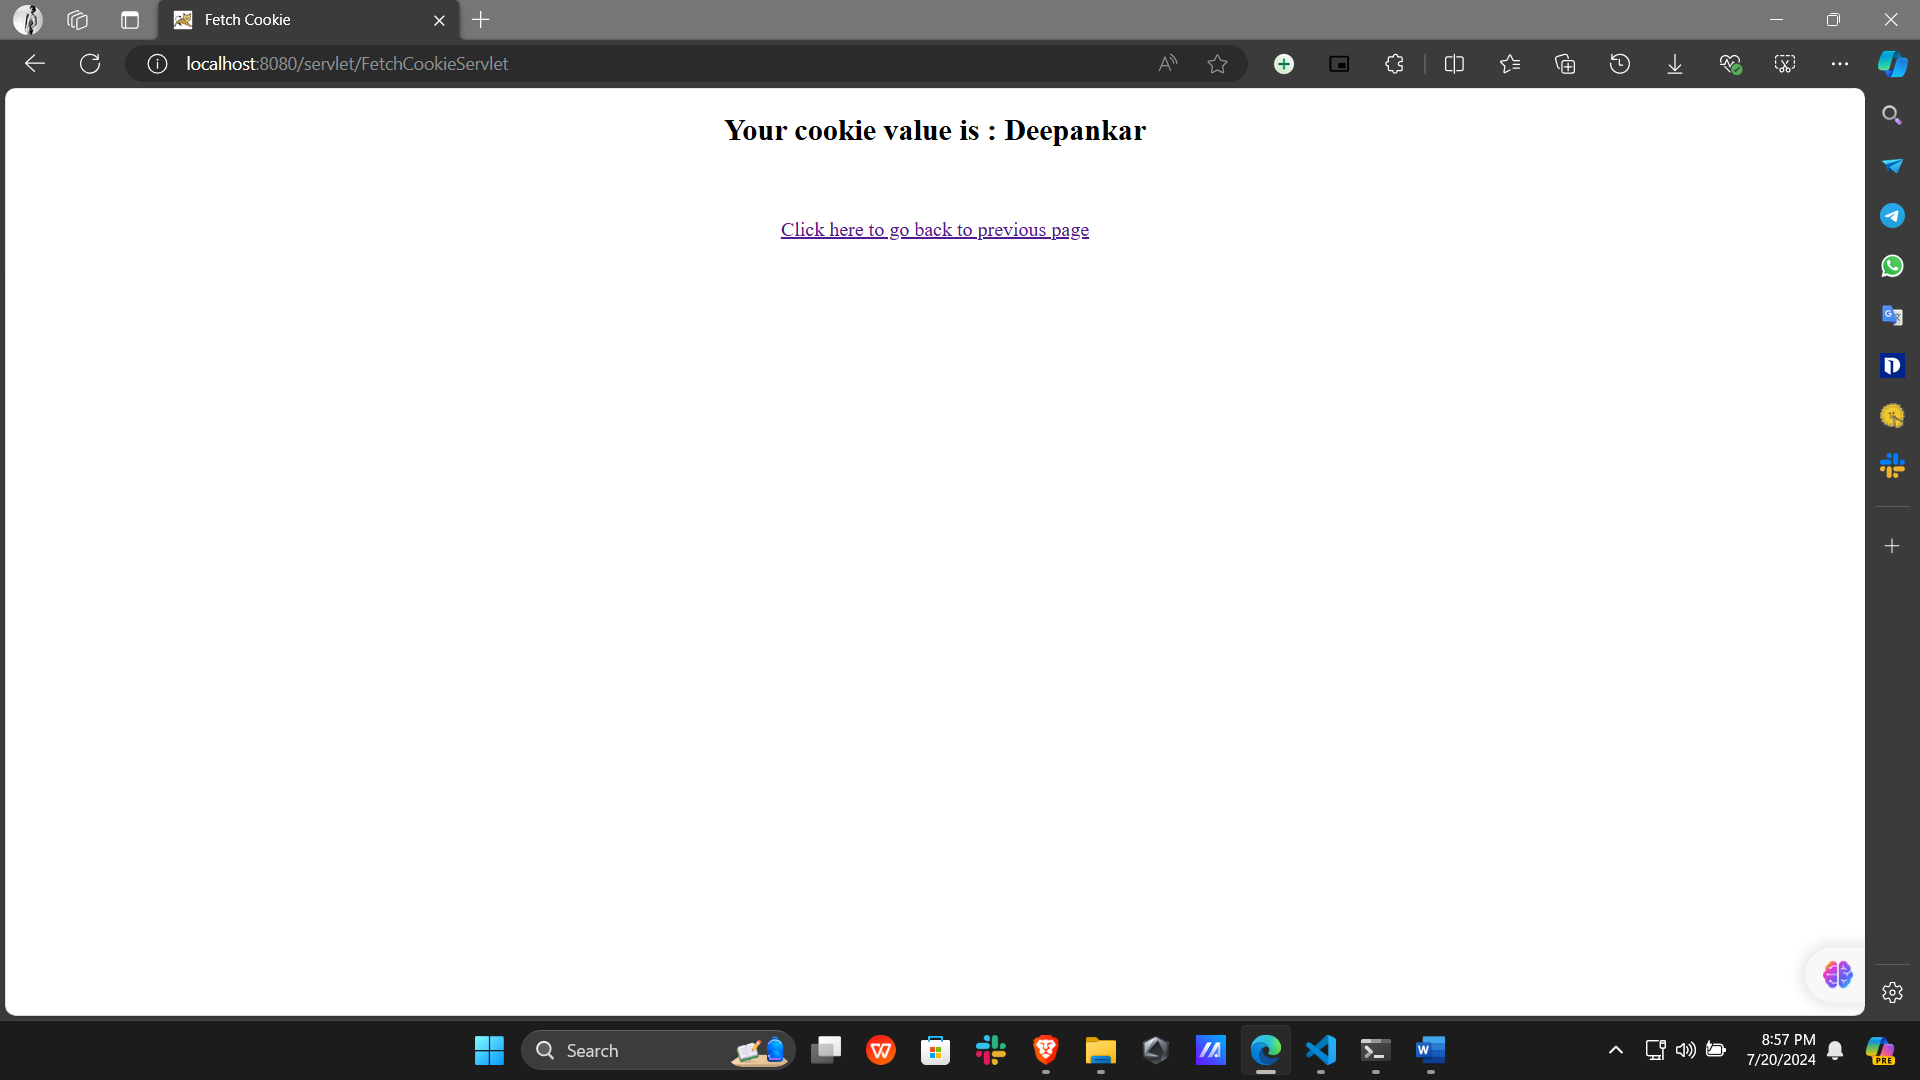 Fetch Cookie
localhost:8080/servlet/FetchCookieServlet
Your cookie value is : Deepankar
Click here to go back to previous page
Search
8:57 PM
7/20/2024
PRE